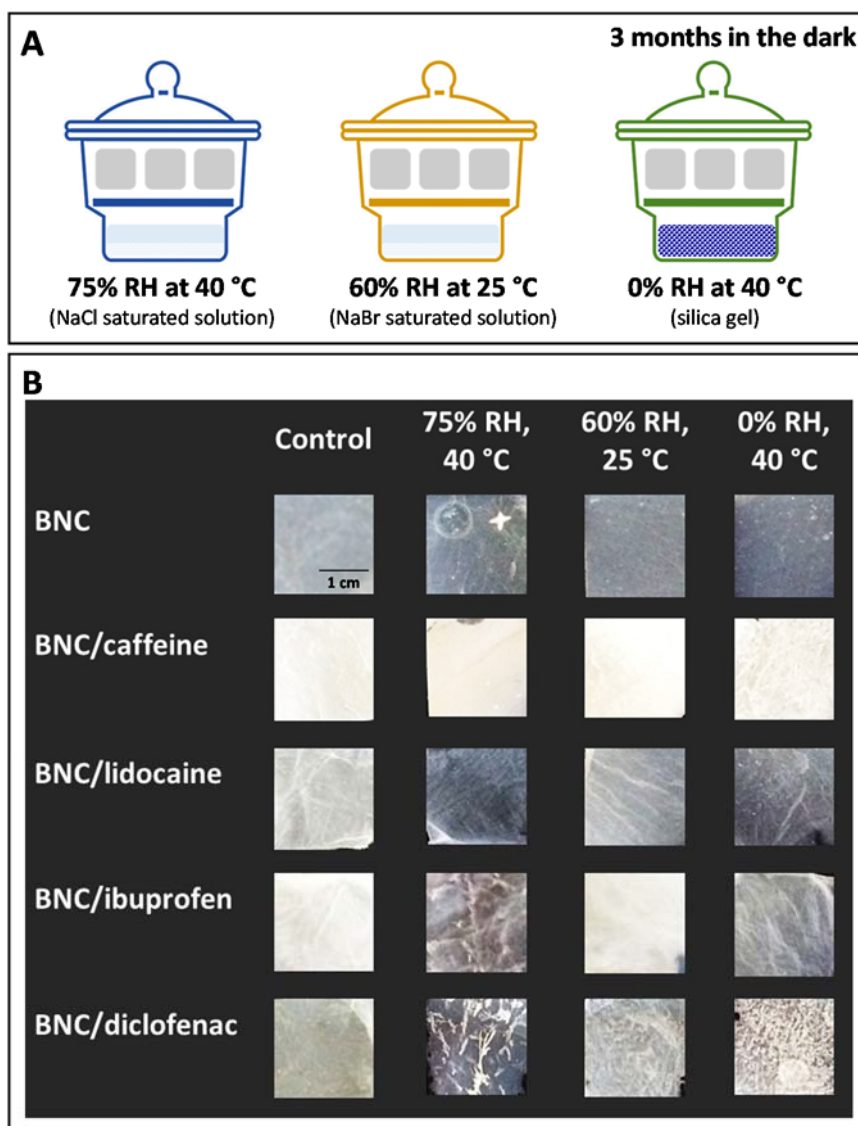 A
3 months in the dark
75% RH at 40 °C
(NaCl saturated solution)
60% RH at 25 °C
(NaBr saturated solution)
0% RH at 40 °C
(silica gel)
B
Control
75% RH,
40 °C
60% RH,
25 °C
0% RH,
40 °C
BNC
1 cm
BNC/caffeine
BNC/lidocaine
BNC/ibuprofen
BNC/diclofenac